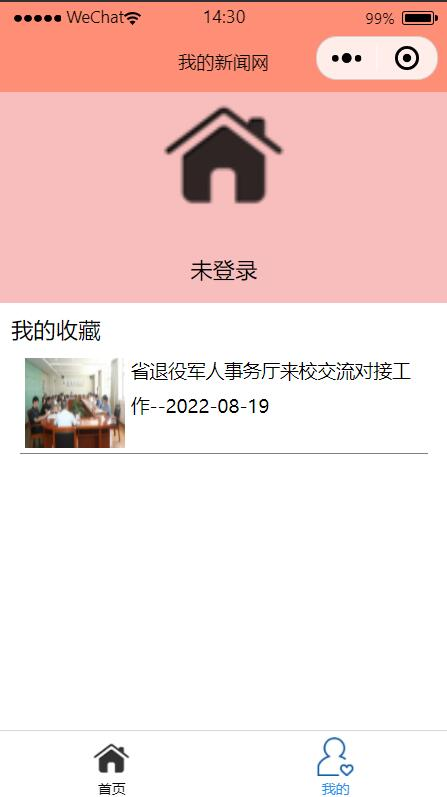 WeChat 14:30 99%
我的新闻网
未登录
我的收藏
省退役军人事务厅来校交流对接工
作--2022-08-19
首页 我的